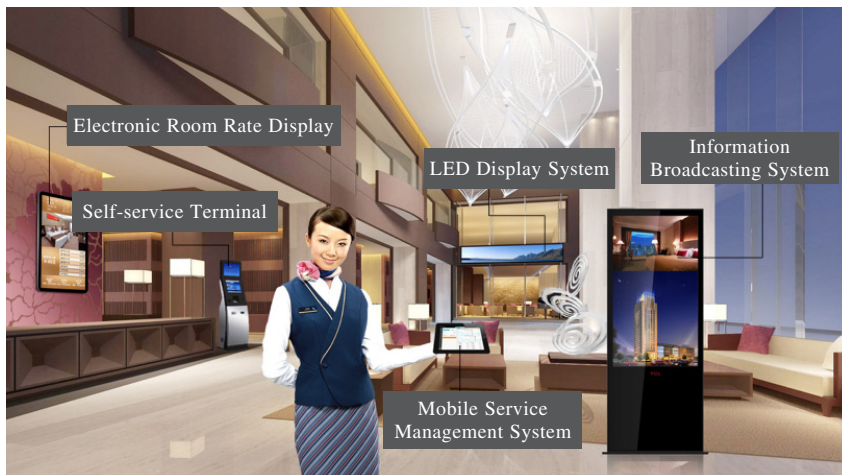 Electronic Room Rate Display
LED Display System
Information
Broadcasting System
Self-service Terminal
Mobile Service
Management System